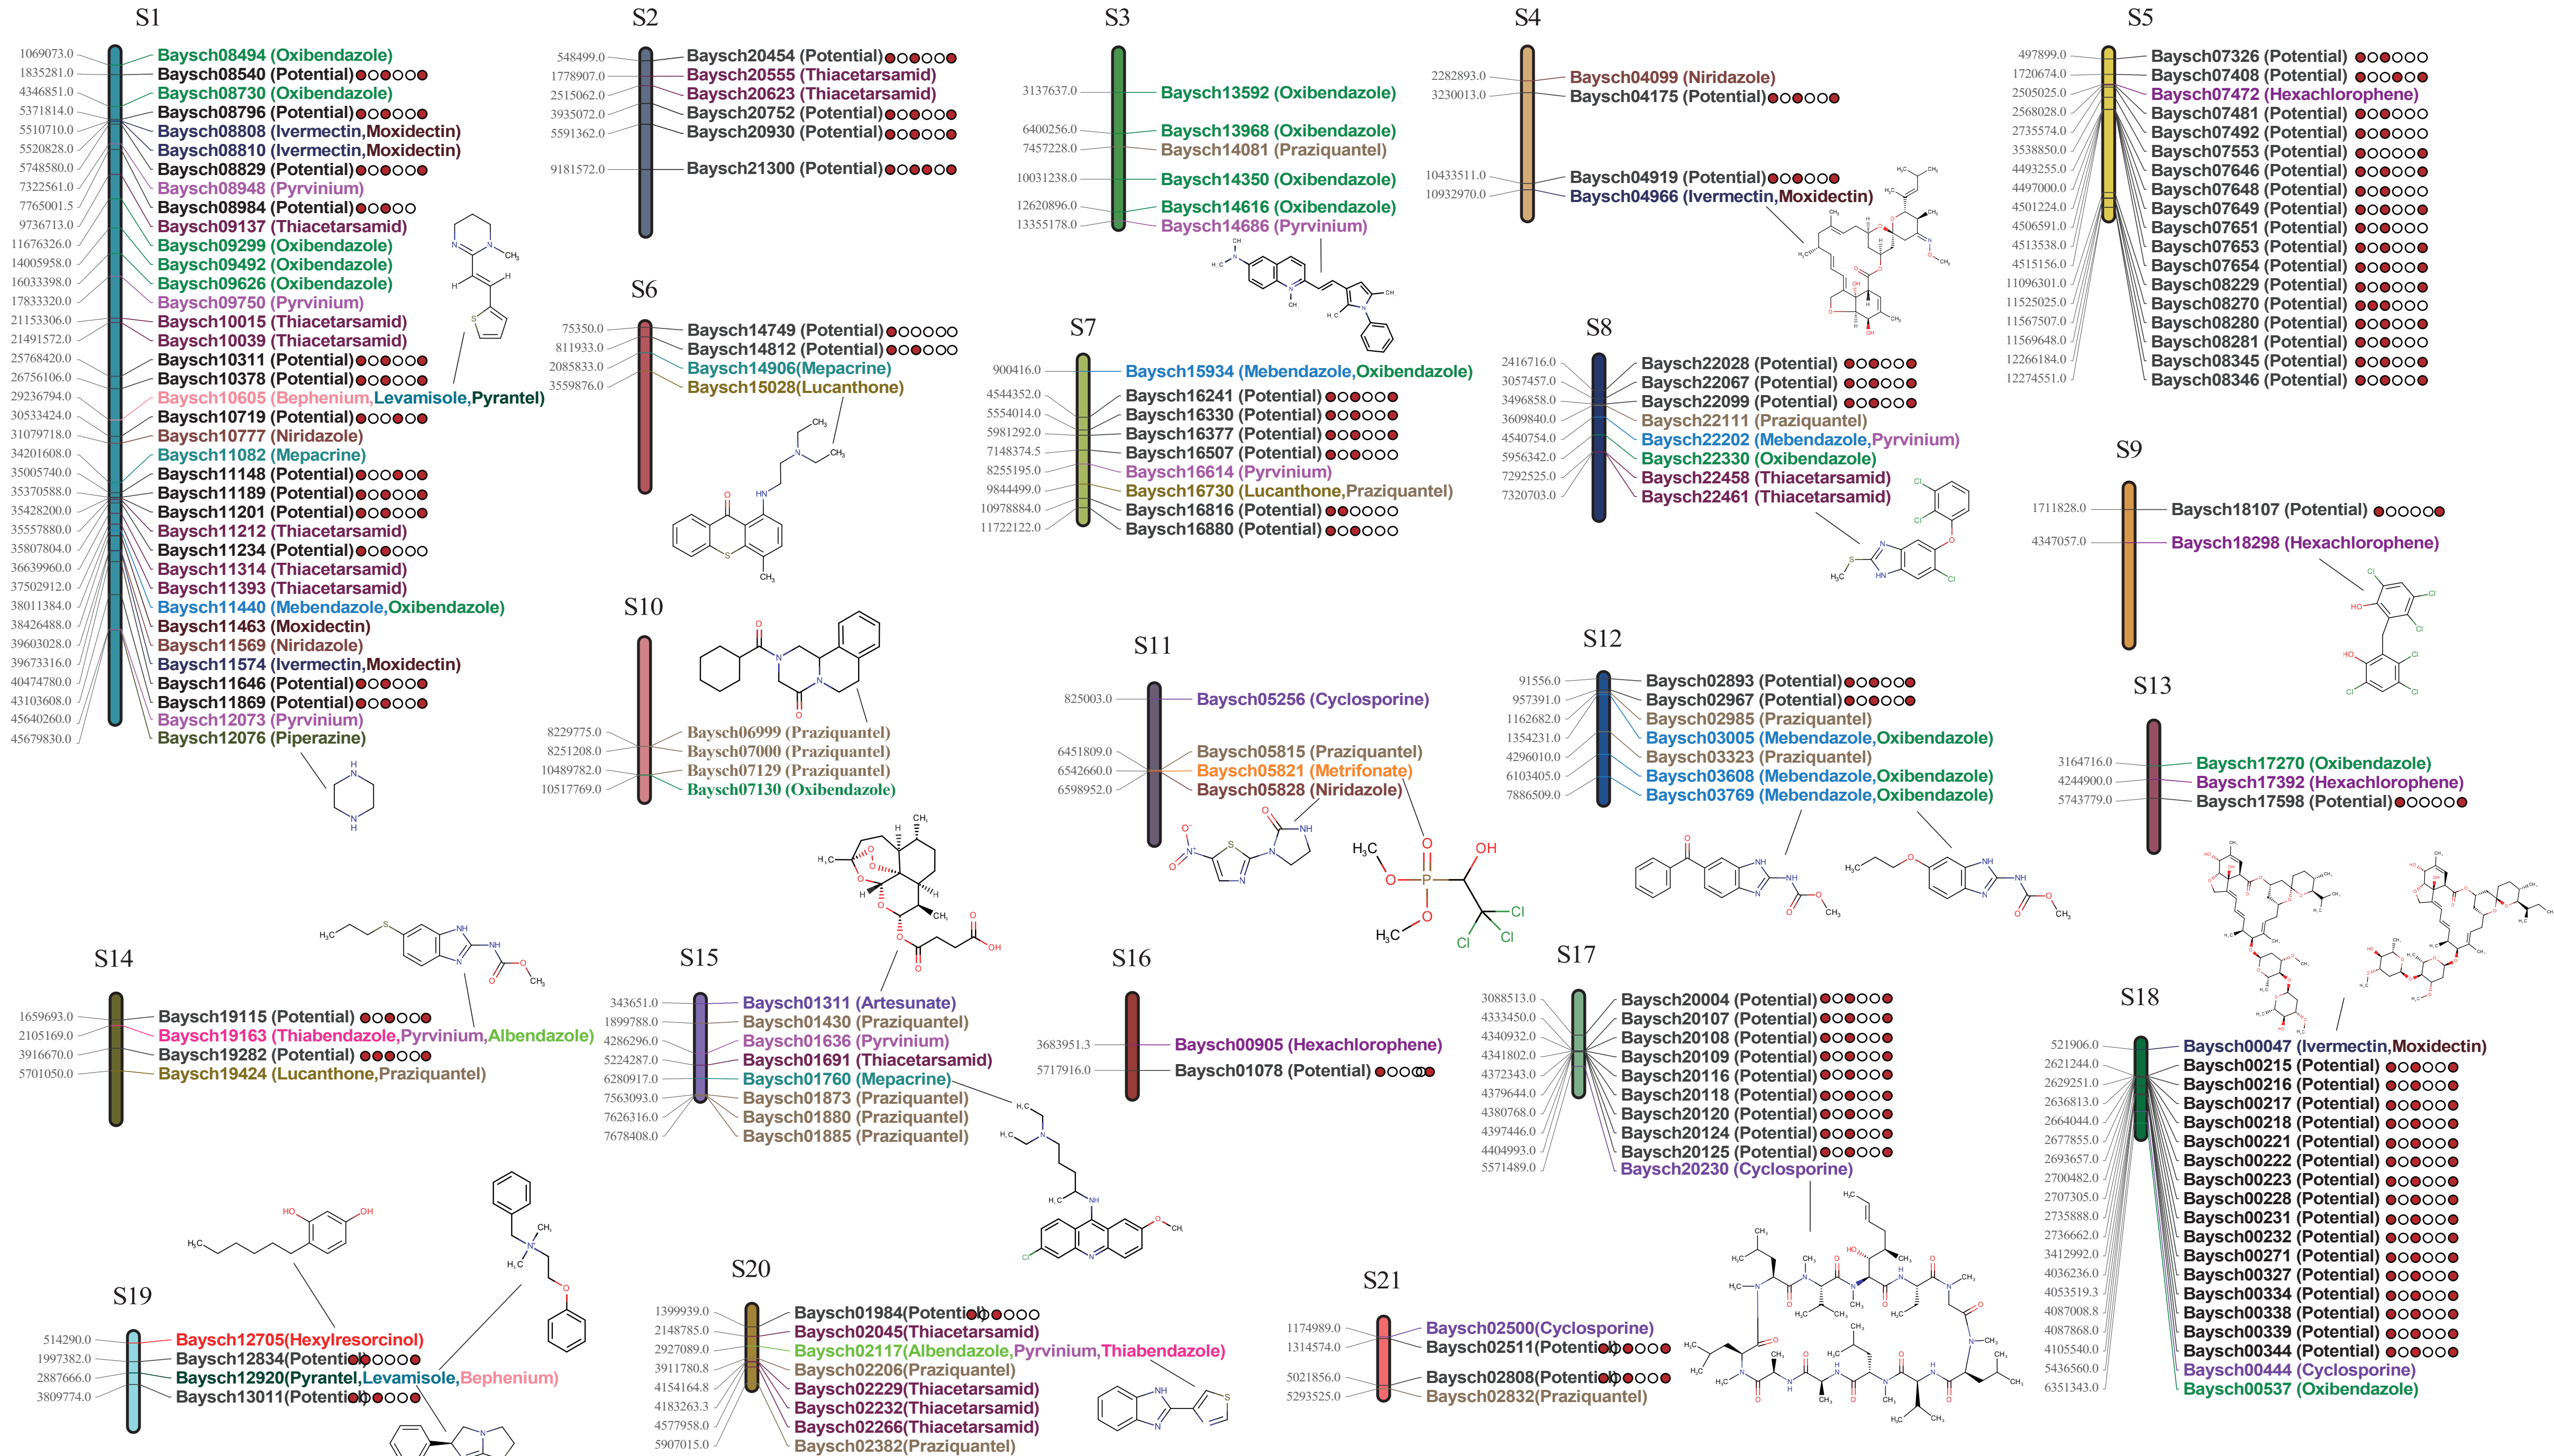 S1
1069073.0 Baysch08494 (Oxibendazole)
1835281.0 Baysch08540 (Potential)
4346851.0 Baysch08730 (Oxibendazole)
5371814.0 Baysch08796 (Potential)
5510710.0 Baysch08808 (Ivermectin,Moxidectin)
5520828.0 Baysch08810 (Ivermectin,Moxidectin)
5748580.0 Baysch08829 (Potential)
7322561.0 Baysch08948 (Pyrvinium)
7765001.5 Baysch08984 (Potential)
9736713.0 Baysch09137 (Thiacetarsamid)
11676326.0 Baysch09299 (Oxibendazole)
14005958.0 Baysch09492 (Oxibendazole)
16033398.0 Baysch09626 (Oxibendazole)
17833320.0 Baysch09750 (Pyrvinium)
21153306.0 Baysch10015 (Thiacetarsamid)
21491572.0 Baysch10039 (Thiacetarsamid)
25768420.0 Baysch10311 (Potential)
26756106.0 Baysch10378 (Potential)
29236794.0 Baysch10605 (Bephenium,Levamisole,Pyrantel)
30533424.0 Baysch10719 (Potential)
31079718.0 Baysch10777 (Niridazole)
34201608.0 Baysch11082 (Mepacrine)
35005740.0 Baysch11148 (Potential)
35370588.0 Baysch11189 (Potential)
35428200.0 Baysch11201 (Potential)
35557880.0 Baysch11212 (Thiacetarsamid)
35807804.0 Baysch11234 (Potential)
36639960.0 Baysch11314 (Thiacetarsamid)
37502912.0 Baysch11393 (Thiacetarsamid)
38011384.0 Baysch11440 (Mebendazole,Oxibendazole)
38426488.0 Baysch11463 (Moxidectin)
39603028.0 Baysch11569 (Niridazole)
39673316.0 Baysch11574 (Ivermectin,Moxidectin)
40474780.0 Baysch11646 (Potential)
43103608.0 Baysch11869 (Potential)
45640260.0 Baysch12073 (Pyrvinium)
45679830.0 Baysch12076 (Piperazine)
S2
548499.0 Baysch20454 (Potential)
1778907.0 Baysch20555 (Thiacetarsamid)
2515062.0 Baysch20623 (Thiacetarsamid)
3935072.0 Baysch20752 (Potential)
5591362.0 Baysch20930 (Potential)
9181572.0 Baysch21300 (Potential)
S3
3137637.0 Baysch13592 (Oxibendazole)
6400256.0 Baysch13968 (Oxibendazole)
7457228.0 Baysch14081 (Praziquantel)
10031238.0 Baysch14350 (Oxibendazole)
12620896.0 Baysch14616 (Oxibendazole)
13355178.0 Baysch14686 (Pyrvinium)
S4
2282893.0 Baysch04099 (Niridazole)
3230013.0 Baysch04175 (Potential)
10433511.0 Baysch04919 (Potential)
10932970.0 Baysch04966 (Ivermectin,Moxidectin)
S5
497899.0 Baysch07326 (Potential)
1720674.0 Baysch07408 (Potential)
2505025.0 Baysch07472 (Hexachlorophene)
2568028.0 Baysch07481 (Potential)
2735574.0 Baysch07492 (Potential)
3538850.0 Baysch07553 (Potential)
4493255.0 Baysch07646 (Potential)
4497000.0 Baysch07648 (Potential)
4501224.0 Baysch07649 (Potential)
4506591.0 Baysch07651 (Potential)
4513538.0 Baysch07653 (Potential)
4515156.0 Baysch07654 (Potential)
11096301.0 Baysch08229 (Potential)
11525025.0 Baysch08270 (Potential)
11567507.0 Baysch08280 (Potential)
11569648.0 Baysch08281 (Potential)
12266184.0 Baysch08345 (Potential)
12274551.0 Baysch08346 (Potential)
S6
75350.0 Baysch14749 (Potential)
811933.0 Baysch14812 (Potential)
2085833.0 Baysch14906(Mepacrine)
3559876.0 Baysch15028(Lucanthone)
S7
900416.0 Baysch15934 (Mebendazole,Oxibendazole)
4544352.0 Baysch16241 (Potential)
5554014.0 Baysch16330 (Potential)
5981292.0 Baysch16377 (Potential)
7148374.5 Baysch16507 (Potential)
8255195.0 Baysch16614 (Pyrvinium)
9844499.0 Baysch16730 (Lucanthone,Praziquantel)
10978884.0 Baysch16816 (Potential)
11722122.0 Baysch16880 (Potential)
S8
2416716.0 Baysch22028 (Potential)
3057457.0 Baysch22067 (Potential)
3496858.0 Baysch22099 (Potential)
3609840.0 Baysch22111 (Praziquantel)
4540754.0 Baysch22202 (Mebendazole,Pyrvinium)
5956342.0 Baysch22330 (Oxibendazole)
7292525.0 Baysch22458 (Thiacetarsamid)
7320703.0 Baysch22461 (Thiacetarsamid)
S9
1711828.0 Baysch18107 (Potential)
4347057.0 Baysch18298 (Hexachlorophene)
S10
8229775.0 Baysch06999 (Praziquantel)
8251208.0 Baysch07000 (Praziquantel)
10489782.0 Baysch07129 (Praziquantel)
10517769.0 Baysch07130 (Oxibendazole)
S11
825003.0 Baysch05256 (Cyclosporine)
6451809.0 Baysch05815 (Praziquantel)
6542660.0 Baysch05821 (Metrifonate)
6598952.0 Baysch05828 (Niridazole)
S12
91556.0 Baysch02893 (Potential)
957391.0 Baysch02967 (Potential)
1162682.0 Baysch02985 (Praziquantel)
1354231.0 Baysch03005 (Mebendazole,Oxibendazole)
4296010.0 Baysch03323 (Praziquantel)
6103405.0 Baysch03608 (Mebendazole,Oxibendazole)
7886509.0 Baysch03769 (Mebendazole,Oxibendazole)
S13
3164716.0 Baysch17270 (Oxibendazole)
4244900.0 Baysch17392 (Hexachlorophene)
5743779.0 Baysch17598 (Potential)
S14
1659693.0 Baysch19115 (Potential)
2105169.0 Baysch19163 (Thiabendazole,Pyrvinium,Albendazole)
3916670.0 Baysch19282 (Potential)
5701050.0 Baysch19424 (Lucanthone,Praziquantel)
S15
343651.0 Baysch01311 (Artesunate)
1899788.0 Baysch01430 (Praziquantel)
4286296.0 Baysch01636 (Pyrvinium)
5224287.0 Baysch01691 (Thiacetarsamid)
6280917.0 Baysch01760 (Mepacrine)
7563093.0 Baysch01873 (Praziquantel)
7626316.0 Baysch01880 (Praziquantel)
7678408.0 Baysch01885 (Praziquantel)
S16
3683951.3 Baysch00905 (Hexachlorophene)
5717916.0 Baysch01078 (Potential)
S17
3088513.0 Baysch20004 (Potential)
4333450.0 Baysch20107 (Potential)
4340932.0 Baysch20108 (Potential)
4341802.0 Baysch20109 (Potential)
4372343.0 Baysch20116 (Potential)
4379644.0 Baysch20118 (Potential)
4380768.0 Baysch20120 (Potential)
4397446.0 Baysch20124 (Potential)
4404993.0 Baysch20125 (Potential)
5571489.0 Baysch20230 (Cyclosporine)
S18
521906.0 Baysch00047 (Ivermectin,Moxidectin)
2621244.0 Baysch00215 (Potential)
2629251.0 Baysch00216 (Potential)
2636813.0 Baysch00217 (Potential)
2664044.0 Baysch00218 (Potential)
2677855.0 Baysch00221 (Potential)
2693657.0 Baysch00222 (Potential)
2700482.0 Baysch00223 (Potential)
2707305.0 Baysch00228 (Potential)
2735888.0 Baysch00231 (Potential)
2736662.0 Baysch00232 (Potential)
3412992.0 Baysch00271 (Potential)
4036236.0 Baysch00327 (Potential)
4053519.3 Baysch00334 (Potential)
4087008.8 Baysch00338 (Potential)
4087868.0 Baysch00339 (Potential)
4105540.0 Baysch00344 (Potential)
5436560.0 Baysch00444 (Cyclosporine)
6351343.0 Baysch00537 (Oxibendazole)
S19
514290.0 Baysch12705(Hexylresorcinol)
1997382.0 Baysch12834(Potential)
2887666.0 Baysch12920(Pyrantel,Levamisole,Bephenium)
3809774.0 Baysch13011(Potential)
S20
1399939.0 Baysch01984(Potential)
2148785.0 Baysch02045(Thiacetarsamid)
2927089.0 Baysch02117(Albendazole,Pyrvinium,Thiabendazole)
3911780.8 Baysch02206(Praziquantel)
4154164.8 Baysch02229(Thiacetarsamid)
4183263.3 Baysch02232(Thiacetarsamid)
4577958.0 Baysch02266(Thiacetarsamid)
5907015.0 Baysch02382(Praziquantel)
S21
1174989.0 Baysch02500(Cyclosporine)
1314574.0 Baysch02511(Potential)
5021856.0 Baysch02808(Potential)
5293525.0 Baysch02832(Praziquantel)